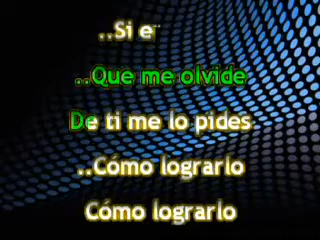 ..Si e
..Que me olvide
De ti me lo pides
..Cómo lograrlo
Cómo lograrlo